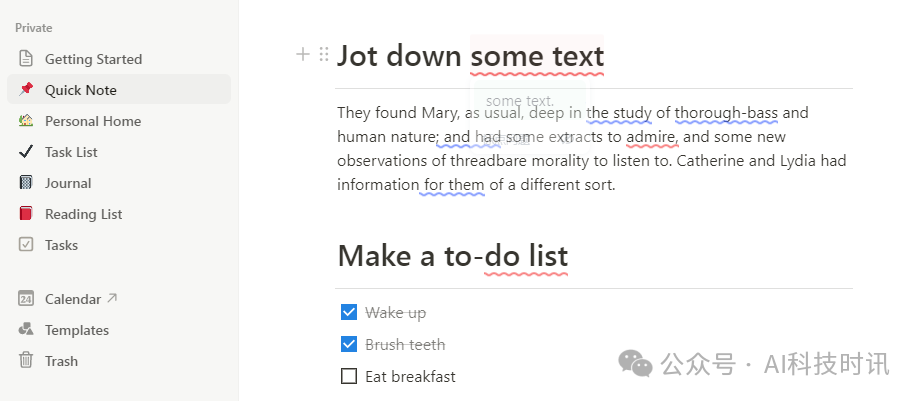 Private
Getting Started
Quick Note
Personal Home
Task List
Journal
Reading List
Tasks
24
Calendar
Templates
Trash
Jot down some text
some text.
They found Mary, as usual, deep in the study of thorough-bass and
human nature; and had some extracts to admire, and some new
observations of threadbare morality to listen to. Catherine and Lydia had
information for them of a different sort.
Make a to-do list
Wake up
Brush teeth
Eat breakfast
公众号 · AI科技时讯